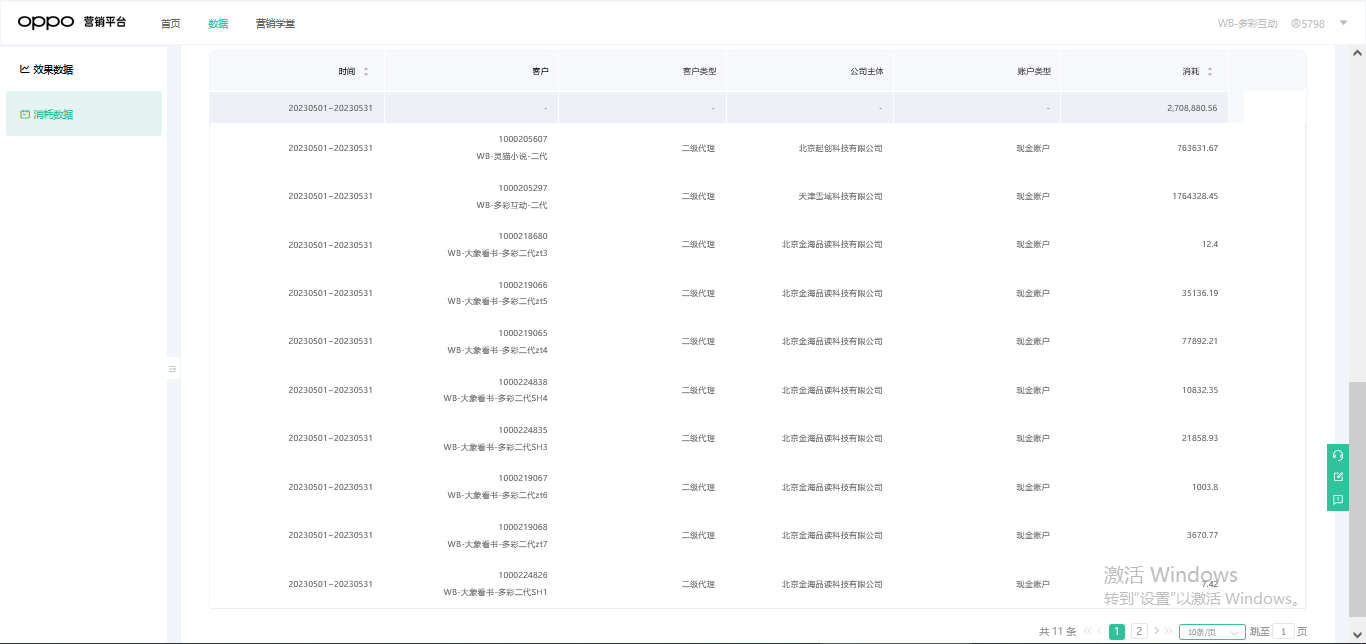 oppo 营销平台 首页 数据 营销学堂 WB-多彩互动 5798
效果数据
消耗数据
时间 客户 客户类型 公司主体 账户类型 消耗
20230501~20230531 - - - - 2,708,880.56
20230501~20230531 1000205607 二级代理 北京起创科技有限公司 现金账户 763631.67
WB-灵猫小说-二代
20230501~20230531 1000205297 二级代理 天津雪域科技有限公司 现金账户 1764328.45
WB-多彩互动-二代
20230501~20230531 1000218680 二级代理 北京金海品读科技有限公司 现金账户 12.4
WB-大象看书-多彩二代zt3
20230501~20230531 1000219066 二级代理 北京金海品读科技有限公司 现金账户 35136.19
WB-大象看书-多彩二代zt5
20230501~20230531 1000219065 二级代理 北京金海品读科技有限公司 现金账户 77892.21
WB-大象看书-多彩二代zt4
20230501~20230531 1000224838 二级代理 北京金海品读科技有限公司 现金账户 10832.35
WB-大象看书-多彩二代SH4
20230501~20230531 1000224835 二级代理 北京金海品读科技有限公司 现金账户 21858.93
WB-大象看书-多彩二代SH3
20230501~20230531 1000219067 二级代理 北京金海品读科技有限公司 现金账户 1003.8
WB-大象看书-多彩二代zt6
20230501~20230531 1000219068 二级代理 北京金海品读科技有限公司 现金账户 3670.77
WB-大象看书-多彩二代zt7
20230501~20230531 1000224826 二级代理 北京金海品读科技有限公司 现金账户 7.42
WB-大象看书-多彩二代SH1
激活 Windows
转到“设置”以激活 Windows。
共 11 条 1 2 10条/页 跳至 1 页